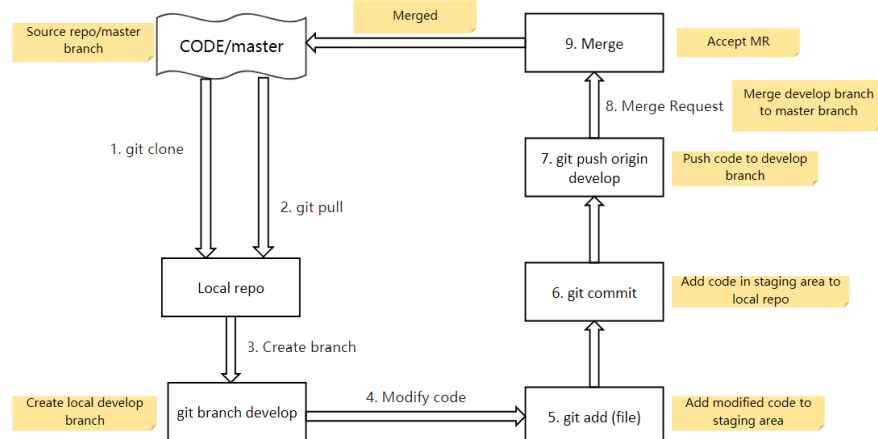 Source repo/master
branch
CODE/master
Merged
9. Merge
Accept MR
8. Merge Request
Merge develop branch
to master branch
1. git clone
7. git push origin
develop
Push code to develop
branch
2. git pull
Local repo
6. git commit
Add code in staging area to
local repo
3. Create branch
Create local develop
branch
git branch develop
4. Modify code
5. git add (file)
Add modified code to
staging area